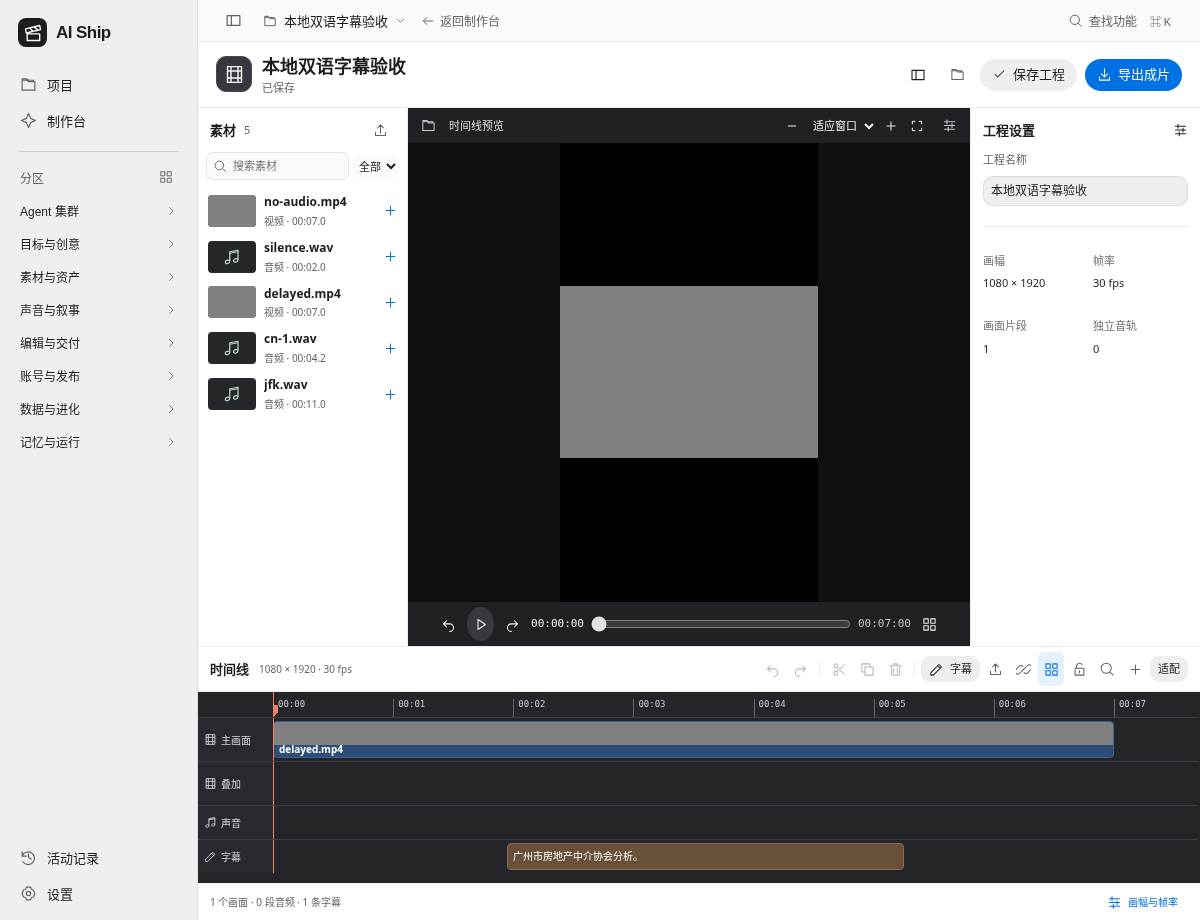 AI Ship
项目
制作台
分区
Agent 集群
目标与创意
素材与资产
声音与叙事
编辑与交付
账号与发布
数据与进化
记忆与运行
活动记录
设置
本地双语字幕验收
返回制作台
查找功能 ⌘ K
本地双语字幕验收
已保存
保存工程
导出成片
素材 5
搜索素材
全部
no-audio.mp4
视频 · 00:07.0
silence.wav
音频 · 00:02.0
delayed.mp4
视频 · 00:07.0
cn-1.wav
音频 · 00:04.2
jfk.wav
音频 · 00:11.0
时间线预览
适应窗口
00:00:00
00:07:00
工程设置
工程名称
本地双语字幕验收
画幅 帧率
1080 × 1920 30 fps
画面片段 独立音轨
1 0
时间线 1080 × 1920 · 30 fps
字幕
适配
00:00 00:01 00:02 00:03 00:04 00:05 00:06 00:07
主画面
delayed.mp4
叠加
声音
字幕
广州市房地产中介协会分析。
1 个画面 · 0 段音频 · 1 条字幕
画幅与帧率